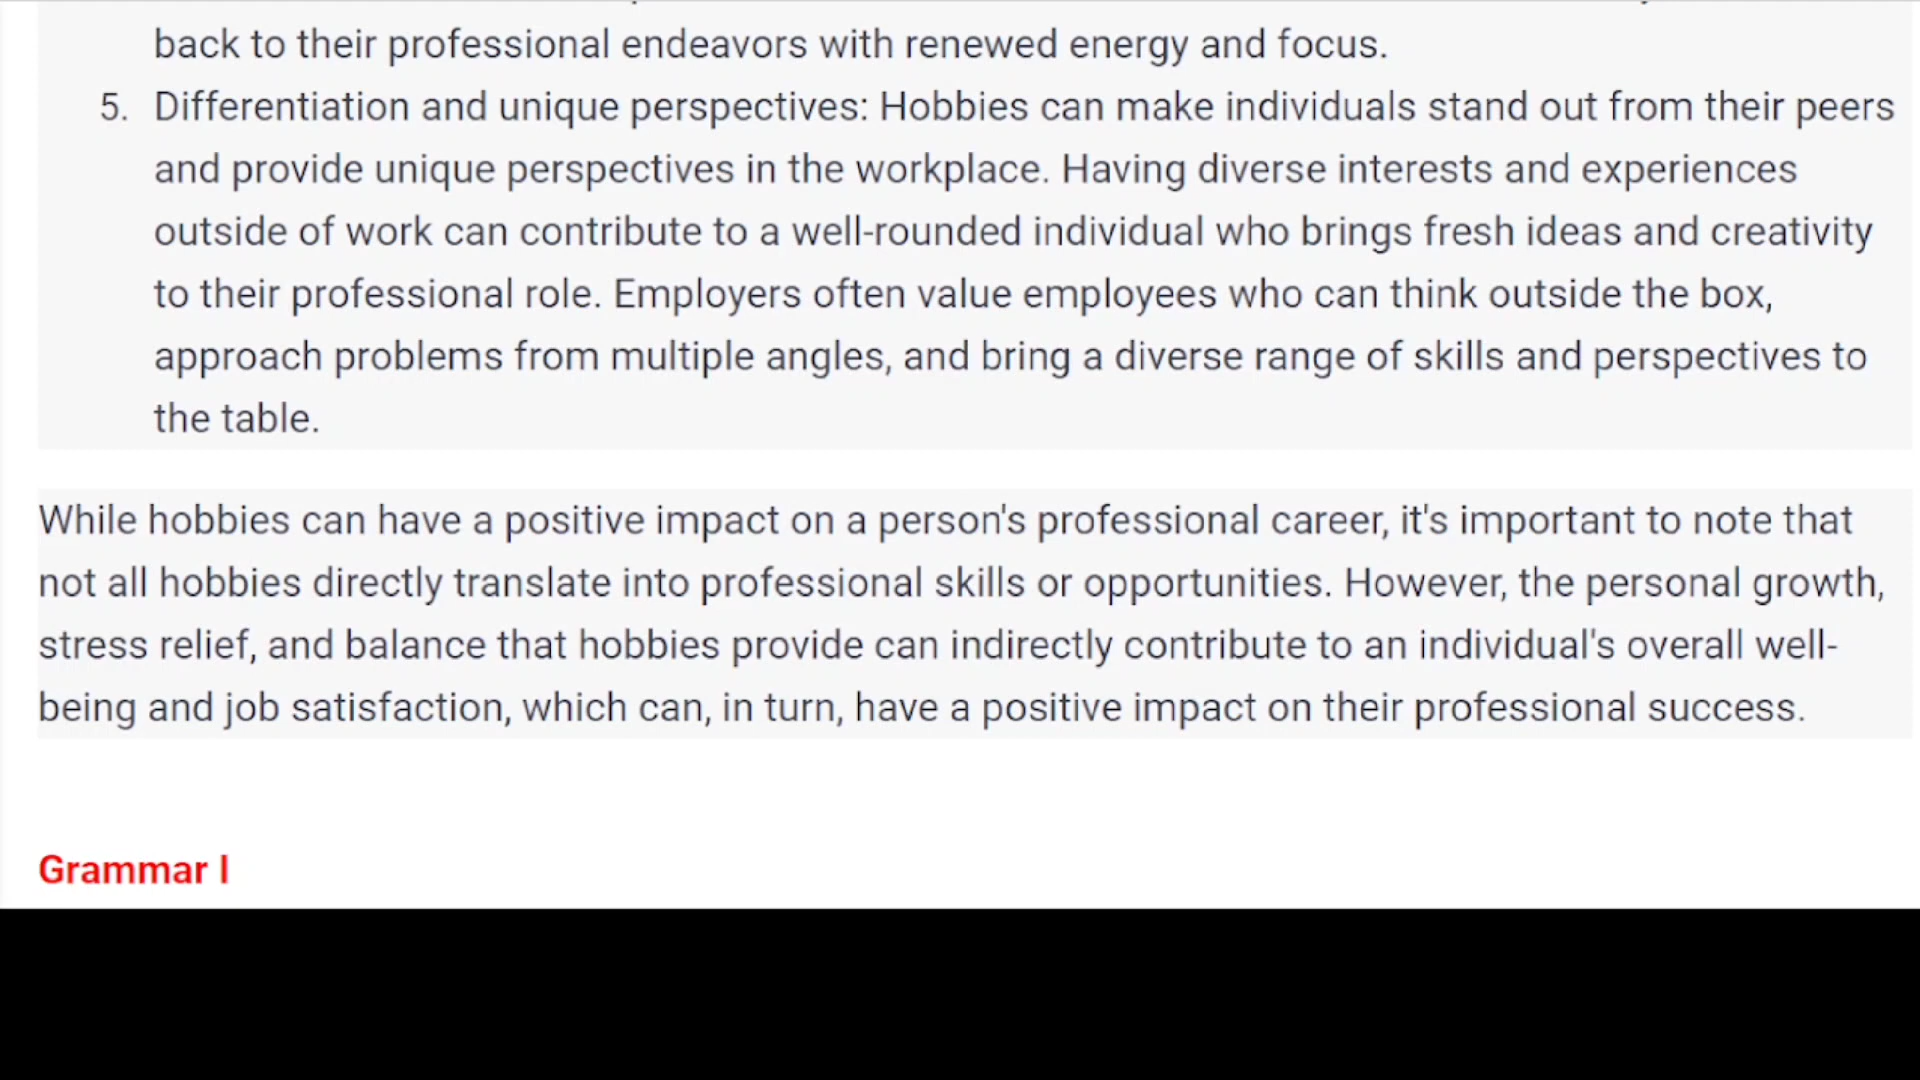 back to their professional endeavors with renewed energy and focus.
5. Differentiation and unique perspectives: Hobbies can make individuals stand out from their peers
and provide unique perspectives in the workplace. Having diverse interests and experiences
outside of work can contribute to a well-rounded individual who brings fresh ideas and creativity
to their professional role. Employers often value employees who can think outside the box,
approach problems from multiple angles, and bring a diverse range of skills and perspectives to
the table.
While hobbies can have a positive impact on a person's professional career, it's important to note that
not all hobbies directly translate into professional skills or opportunities. However, the personal growth,
stress relief, and balance that hobbies provide can indirectly contribute to an individual's overall well-
being and job satisfaction, which can, in turn, have a positive impact on their professional success.
Grammar I